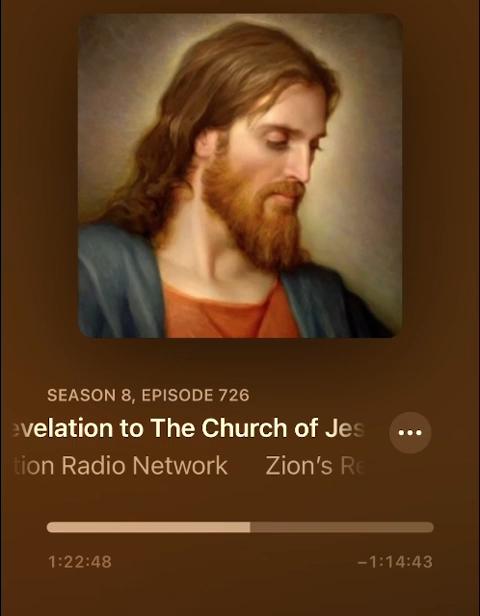 SEASON 8, EPISODE 726
evelation to The Church of Jes
tion Radio Network Zion's Re
1:22:48 −1:14:43